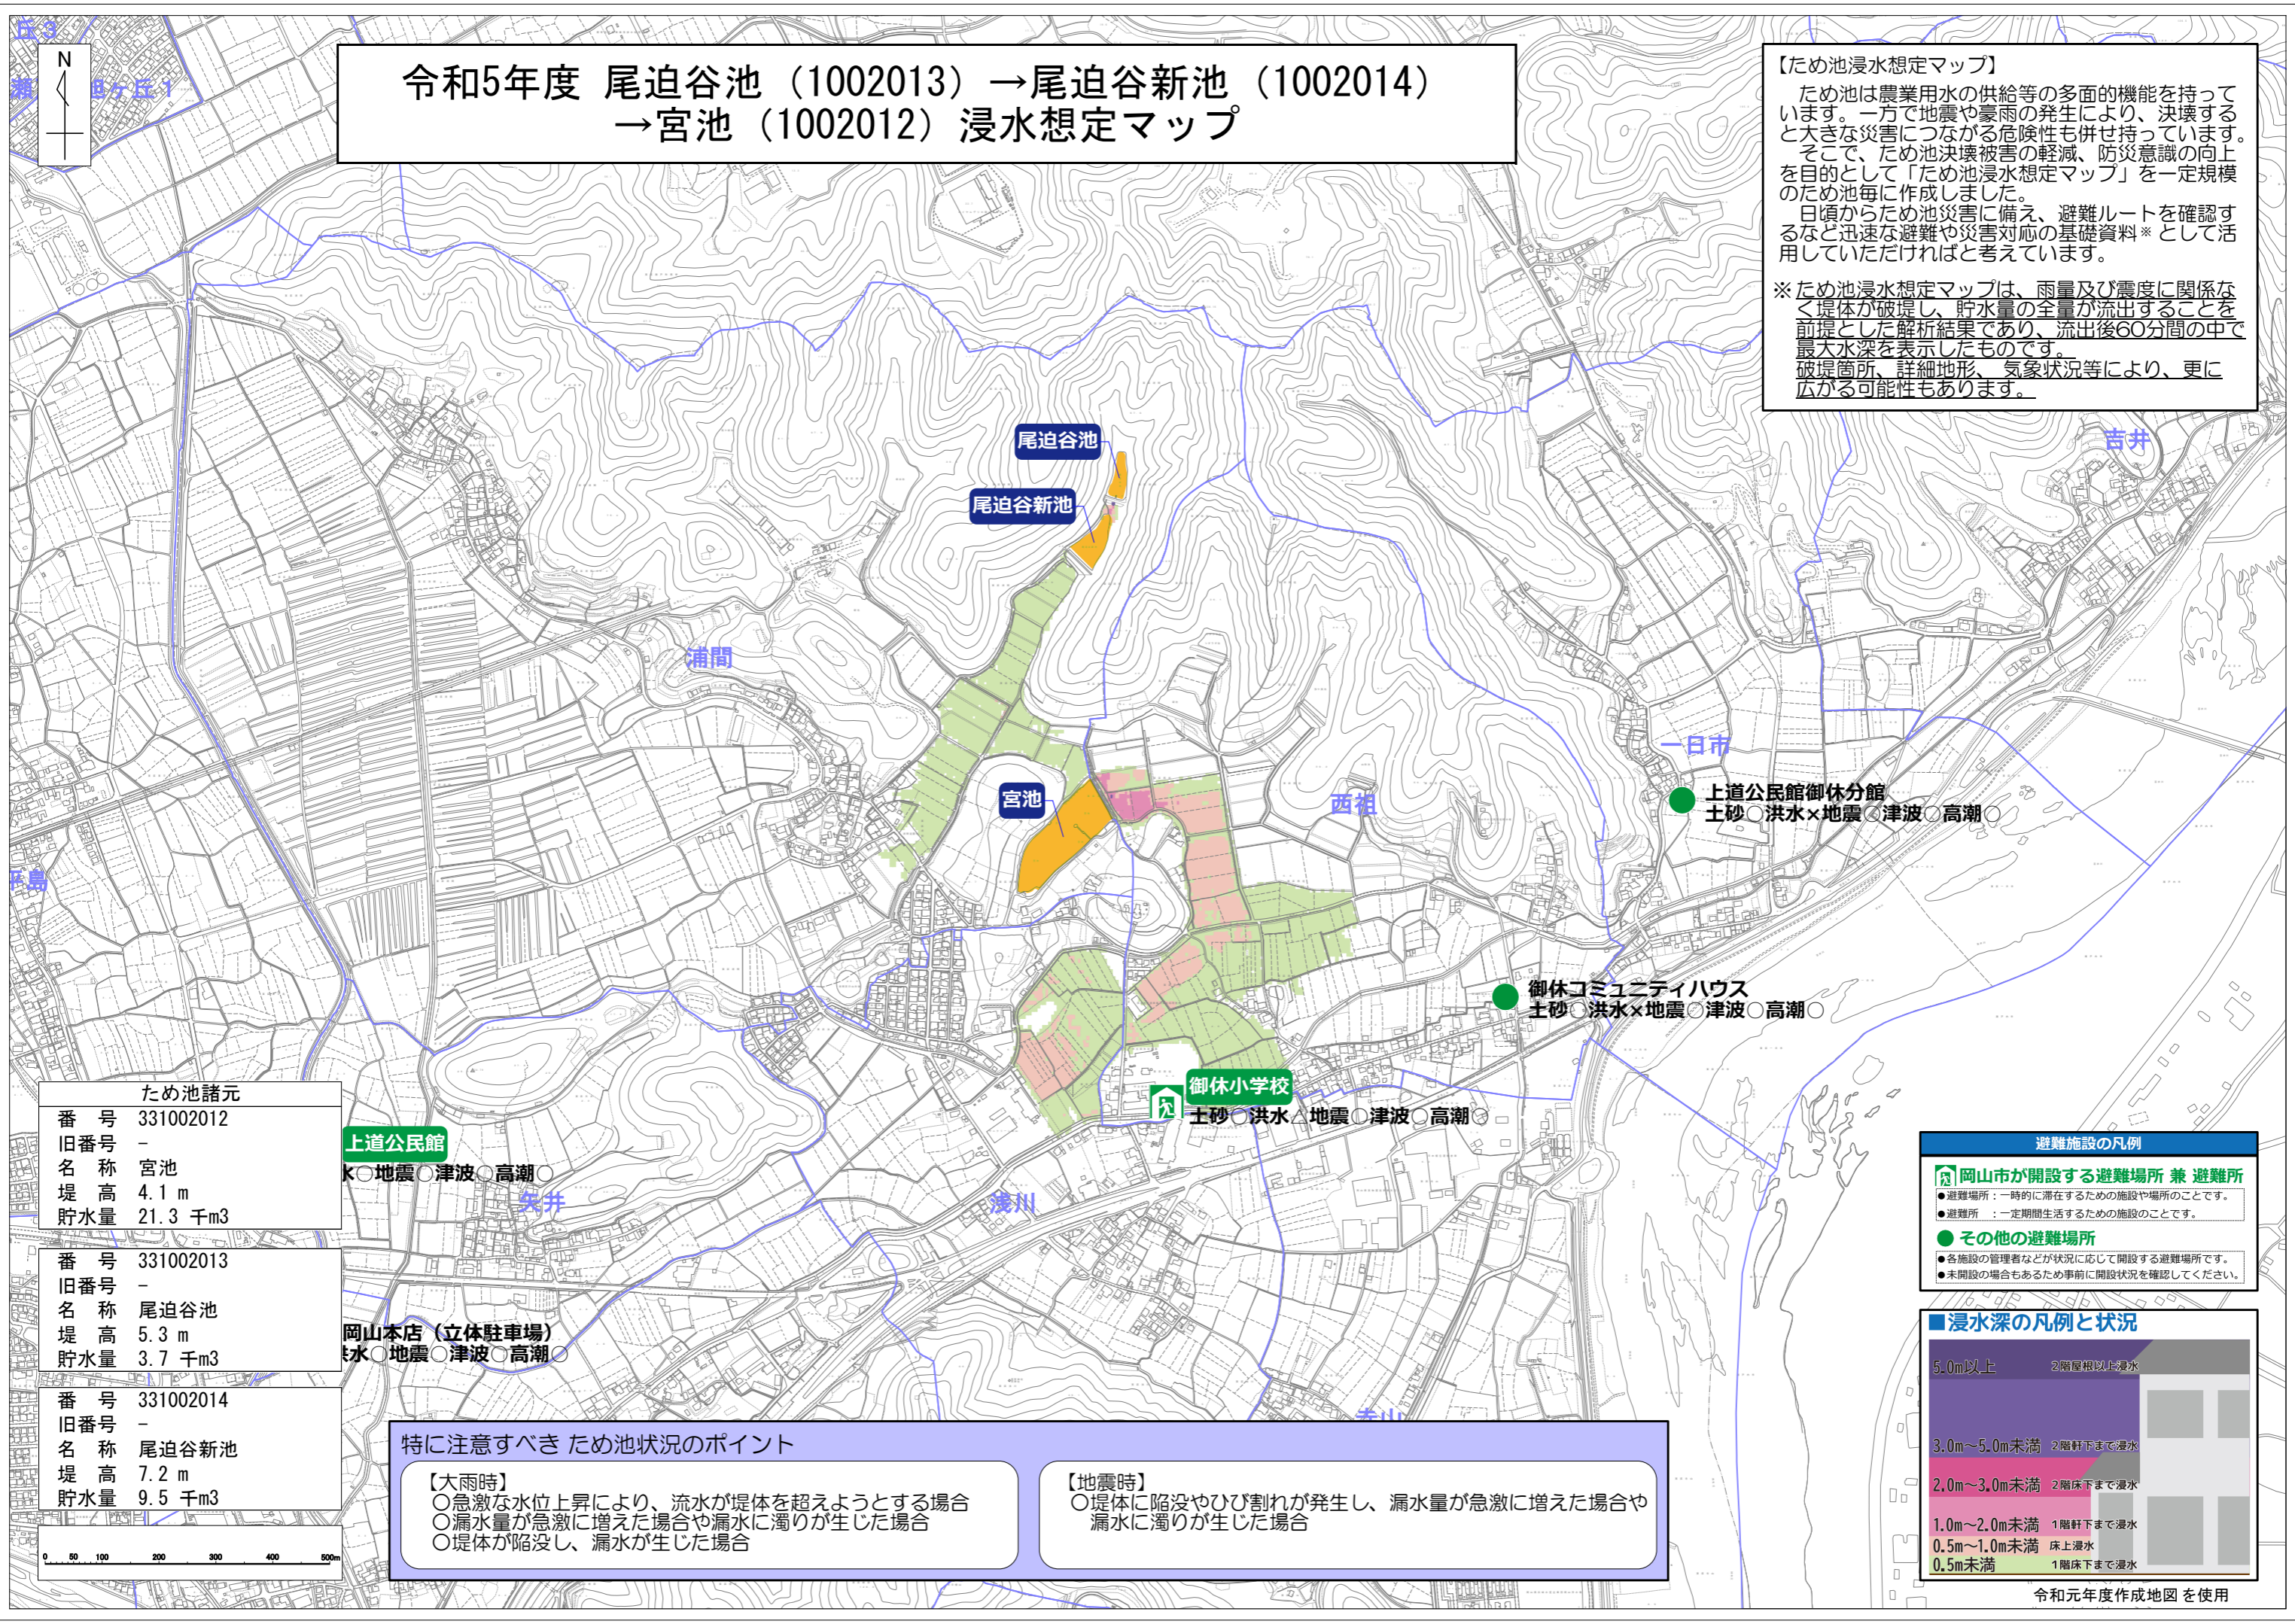 令和5年度 尾迫谷池（1002013）→尾迫谷新池（1002014）
→宮池（1002012）浸水想定マップ
N
丘3
旭ヶ丘1
【ため池浸水想定マップ】
ため池は農業用水の供給等の多面的機能を持って
います。一方で地震や豪雨の発生により、決壊する
と大きな災害につながる危険性も併せ持っています。
そこで、ため池決壊被害の軽減、防災意識の向上
を目的として「ため池浸水想定マップ」を一定規模
のため池毎に作成しました。
日頃からため池災害に備え、避難ルートを確認す
るなど迅速な避難や災害対応の基礎資料※として活
用していただければと考えています。
※ため池浸水想定マップは、雨量及び震度に関係な
く堤体が破堤し、貯水量の全量が流出することを
前提とした解析結果であり、流出後60分間の中で
最大水深を表示したものです。
破堤箇所、詳細地形、気象状況等により、更に
広がる可能性もあります。
吉井
尾迫谷池
尾迫谷新池
浦間
一日市
宮池
西祖
上道公民館御休分館
土砂○洪水×地震○津波○高潮○
平島
御休コミュニティハウス
土砂○洪水×地震○津波○高潮○
御休小学校
土砂○洪水△地震○津波○高潮○
上道公民館
水○地震○津波○高潮○
矢井
浅川
岡山本店（立体駐車場）
洪水○地震○津波○高潮○
ため池諸元
番 号 331002012
旧番号 -
名 称 宮池
堤 高 4.1 m
貯水量 21.3 千m3
番 号 331002013
旧番号 -
名 称 尾迫谷池
堤 高 5.3 m
貯水量 3.7 千m3
番 号 331002014
旧番号 -
名 称 尾迫谷新池
堤 高 7.2 m
貯水量 9.5 千m3
0 50 100 200 300 400 500m
特に注意すべき ため池状況のポイント
【大雨時】
○急激な水位上昇により、流水が堤体を超えようとする場合
○漏水量が急激に増えた場合や漏水に濁りが生じた場合
○堤体が陥没し、漏水が生じた場合
【地震時】
○堤体に陥没やひび割れが発生し、漏水量が急激に増えた場合や
漏水に濁りが生じた場合
避難施設の凡例
岡山市が開設する避難場所 兼 避難所
●避難場所：一時的に滞在するための施設や場所のことです。
●避難所 ：一定期間生活するための施設のことです。
● その他の避難場所
●各施設の管理者などが状況に応じて開設する避難場所です。
●未開設の場合もあるため事前に開設状況を確認してください。
■浸水深の凡例と状況
5.0m以上 2階屋根以上浸水
3.0m～5.0m未満 2階軒下まで浸水
2.0m～3.0m未満 2階床下まで浸水
1.0m～2.0m未満 1階軒下まで浸水
0.5m～1.0m未満 床上浸水
0.5m未満 1階床下まで浸水
令和元年度作成地図を使用